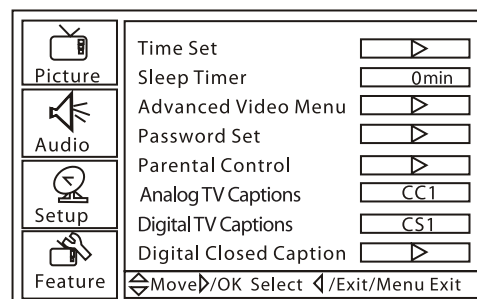 Picture
Audio
Setup
Feature
Time Set
Sleep Timer 0min
Advanced Video Menu
Password Set
Parental Control
Analog TV Captions CC1
Digital TV Captions CS1
Digital Closed Caption
Move /OK Select /Exit/Menu Exit